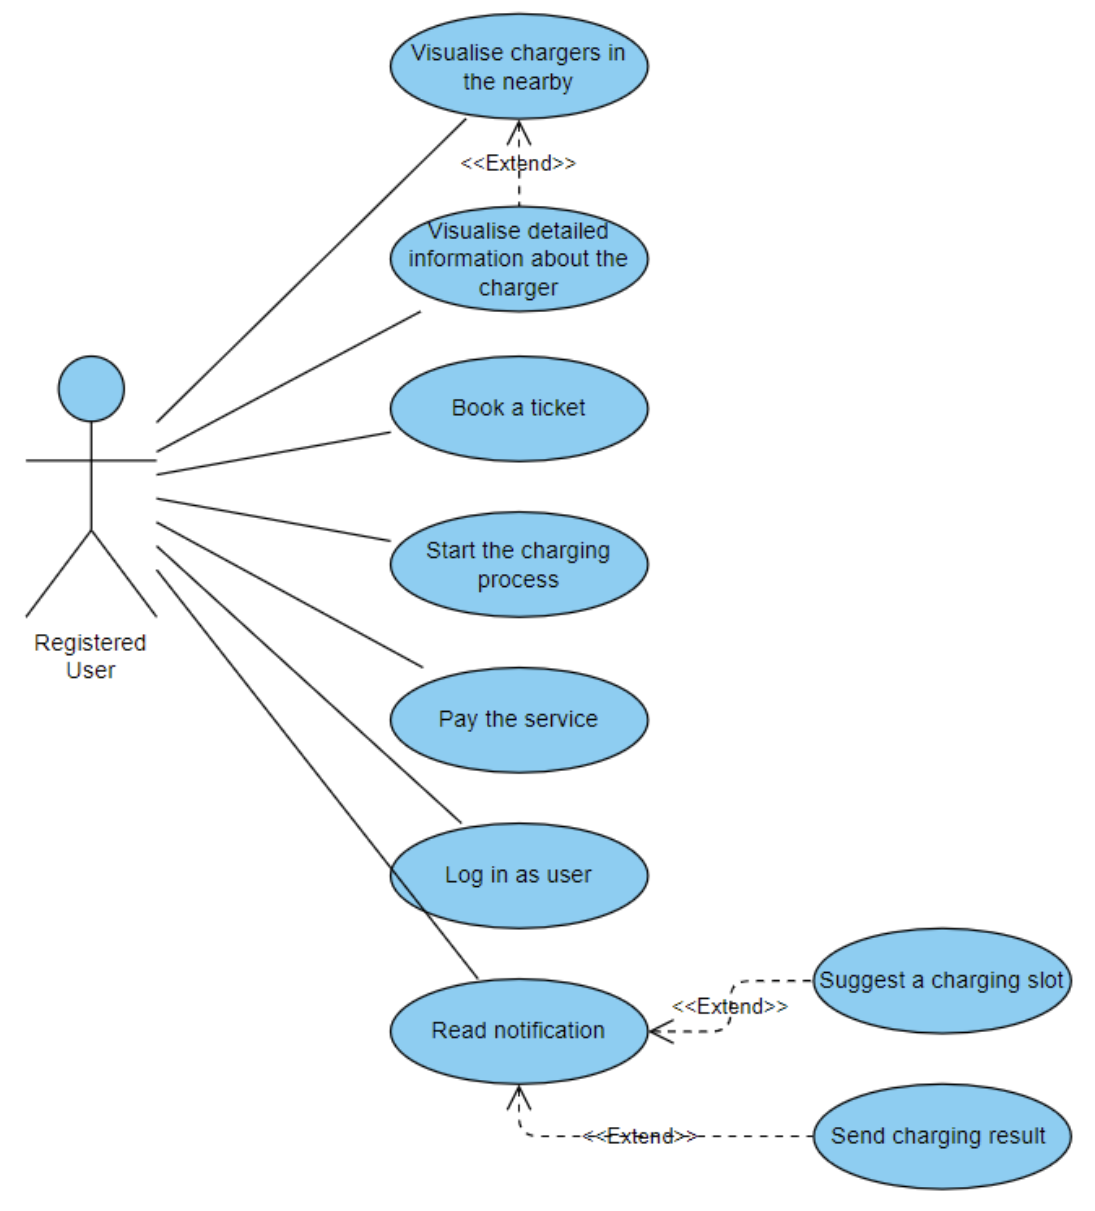 Visualise chargers in
the nearby
<<Extend>>
Visualise detailed
information about the
charger
Book a ticket
Start the charging
process
Registered
User
Pay the service
Log in as user
Suggest a charging slot
<<Extend>>
Read notification
<<Extend>>
Send charging result